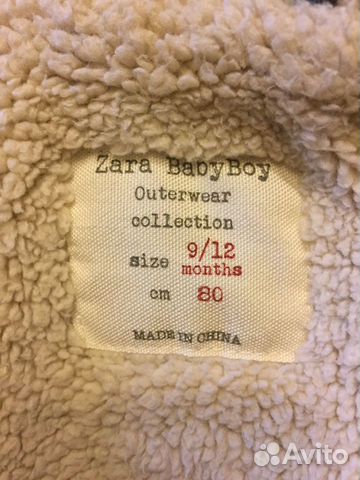 Zara BabyBoy
Outerwear
collection
size 9/12
months
cm 80
MADE IN CHINA
Avito